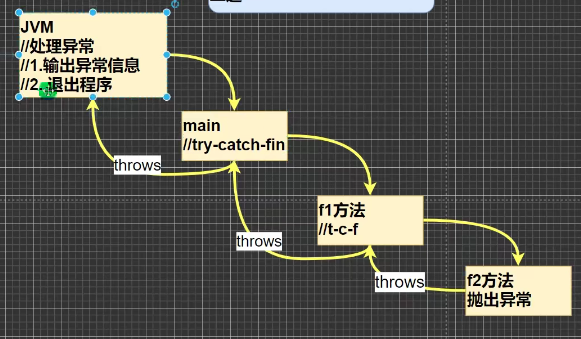 JVM
//处理异常
//1.输出异常信息
//2.退出程序
main
//try-catch-fin
throws
f1方法
//t-c-f
throws
f2方法
抛出异常
throws